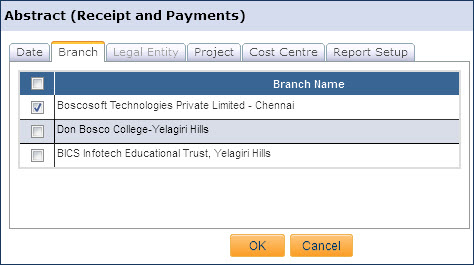 Abstract (Receipt and Payments)
Date Branch Legal Entity Project Cost Centre Report Setup
Branch Name
Boscosoft Technologies Private Limited - Chennai
Don Bosco College-Yelagiri Hills
BICS Infotech Educational Trust, Yelagiri Hills
OK Cancel